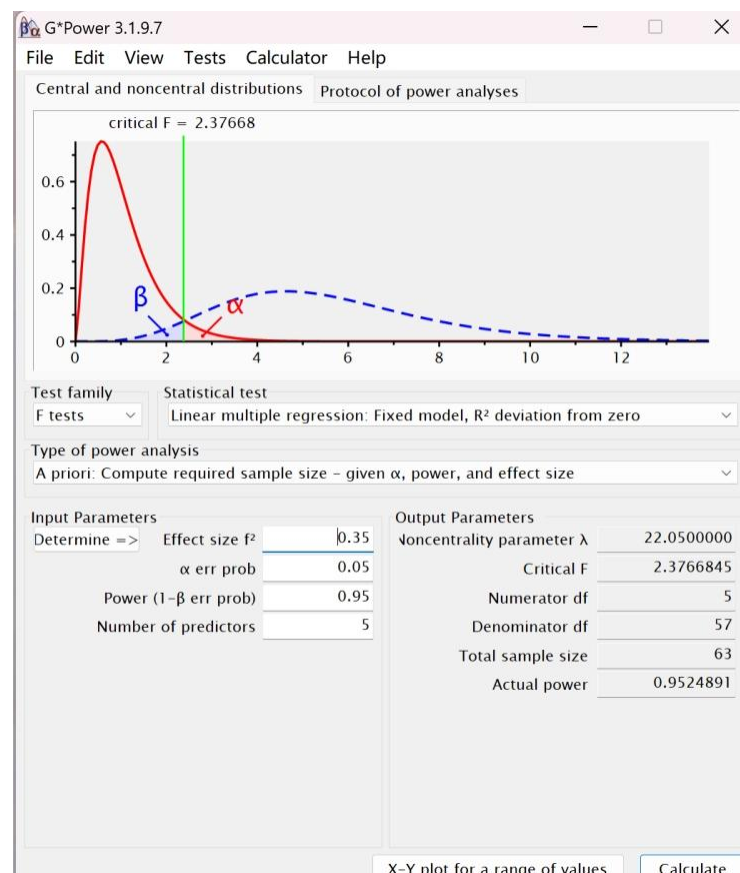 βα G*Power 3.1.9.7
File Edit View Tests Calculator Help
Central and noncentral distributions Protocol of power analyses
critical F = 2.37668
0.6
0.4
0.2
0
β
α
0 2 4 6 8 10 12
Test family Statistical test
F tests Linear multiple regression: Fixed model, R² deviation from zero
Type of power analysis
A priori: Compute required sample size – given α, power, and effect size
Input Parameters Output Parameters
Determine => Effect size f² 0.35 Noncentrality parameter λ 22.0500000
α err prob 0.05 Critical F 2.3766845
Power (1-β err prob) 0.95 Numerator df 5
Number of predictors 5 Denominator df 57
Total sample size 63
Actual power 0.9524891
X-Y plot for a range of values Calculate